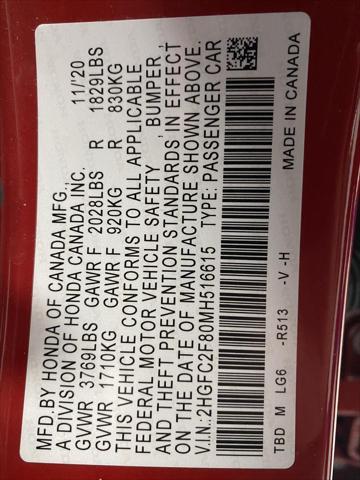 MFD.BY HONDA OF CANADA MFG.,
A DIVISION OF HONDA CANADA INC. 11/'20
GVWR 3769LBS GAWR F 2028LBS R 1829LBS
GVWR 1710KG GAWR F 920KG R 830KG
THIS VEHICLE CONFORMS TO ALL APPLICABLE
FEDERAL MOTOR VEHICLE SAFETY , BUMPER ,
AND THEFT PREVENTION STANDARDS IN EFFECT
ON THE DATE OF MANUFACTURE SHOWN ABOVE.
V.I.N.:2HGFC2F80MH516615 TYPE: PASSENGER CAR
TBD M LG6 -R513 -V -H MADE IN CANADA